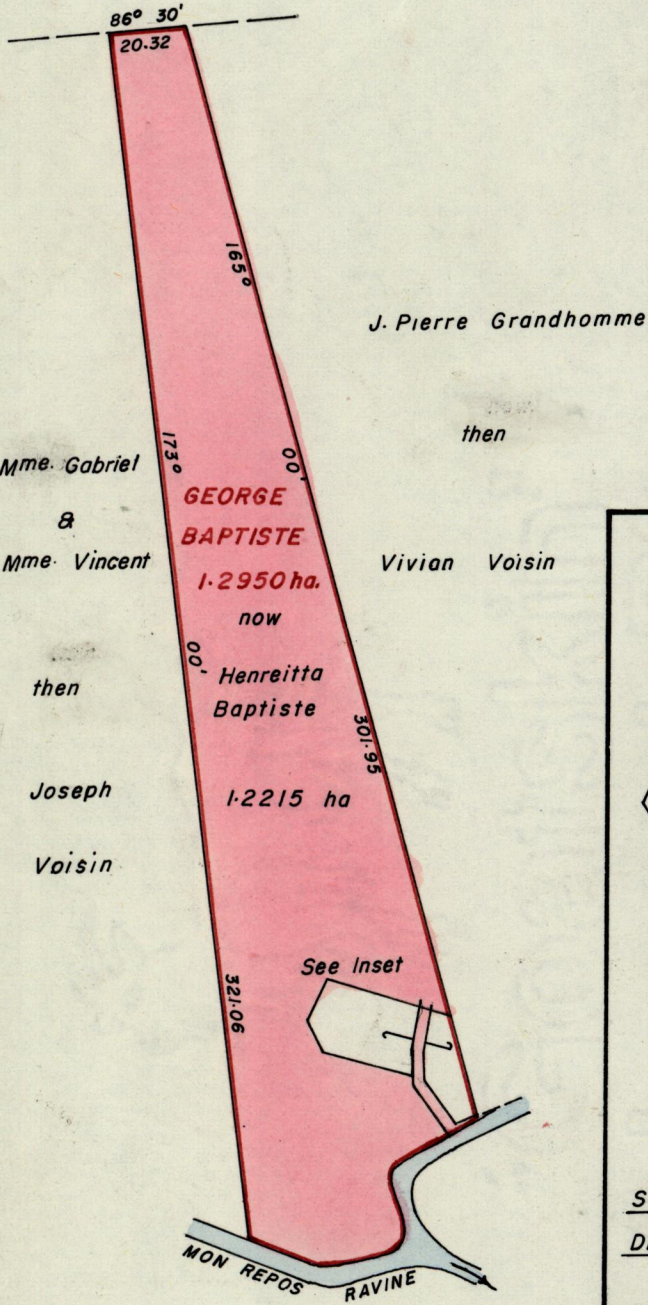 86° 30'
20.32
165°
00'
301.95
J. Pierre Grandhomme
then
Vivian Voisin
Mme. Gabriel
&
Mme. Vincent
then
Joseph
Voisin
173°
00'
321.06
GEORGE
BAPTISTE
1.2950 ha.
now
Henreitta
Baptiste
1.2215 ha
See Inset
MON REPOS RAVINE
S